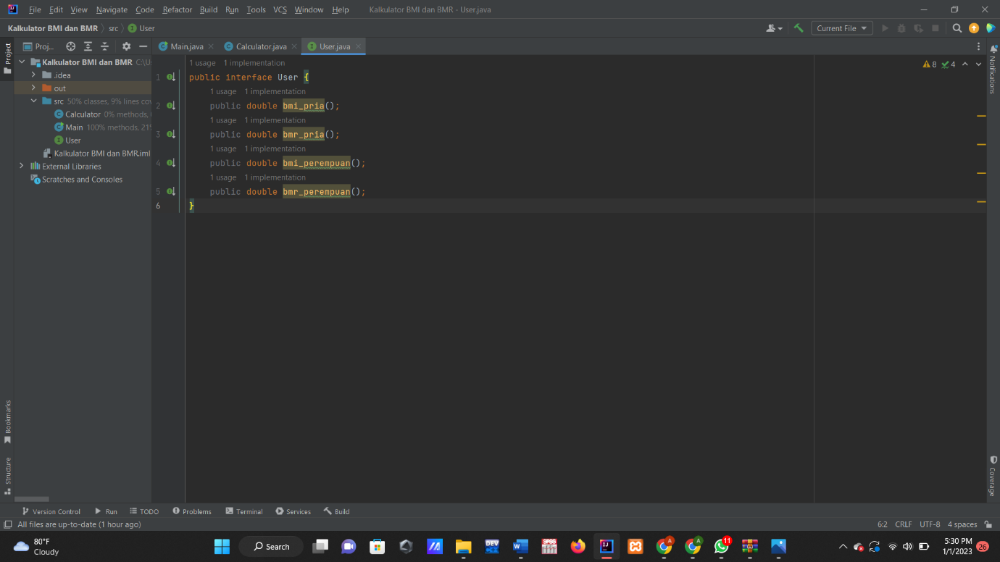 File Edit View Navigate Code Refactor Build Run Tools VCS Window Help Kalkulator BMI dan BMR - User.java
Kalkulator BMI dan BMR src User Current File
Project
Proj...
Main.java Calculator.java User.java
Kalkulator BMI dan BMR C:\U
.idea
out
src 50% classes, 9% lines cov
Calculator 0% methods,
Main 100% methods, 21%
User
Kalkulator BMI dan BMR.iml
External Libraries
Scratches and Consoles
1 usage 1 implementation
1 public interface User {
1 usage 1 implementation
2 public double bmi_pria();
1 usage 1 implementation
3 public double bmr_pria();
1 usage 1 implementation
4 public double bmi_perempuan();
1 usage 1 implementation
5 public double bmr_perempuan();
6 }
8 4
Notifications
Coverage
Bookmarks
Structure
Version Control Run TODO Problems Terminal Services Build
All files are up-to-date (1 hour ago) 6:2 CRLF UTF-8 4 spaces
80°F
Cloudy
Search
DEV
SPSS
A
A
11
5:30 PM
1/1/2023
26